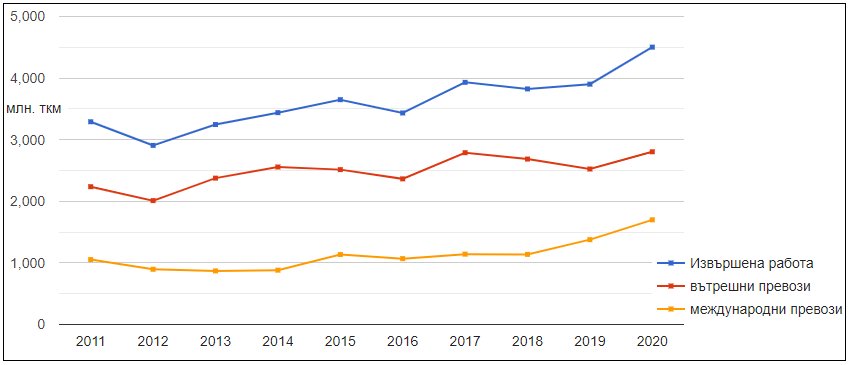 5,000
4,000
млн. ткм
3,000
2,000
1,000
0
2011 2012 2013 2014 2015 2016 2017 2018 2019 2020
Извършена работа
вътрешни превози
международни превози